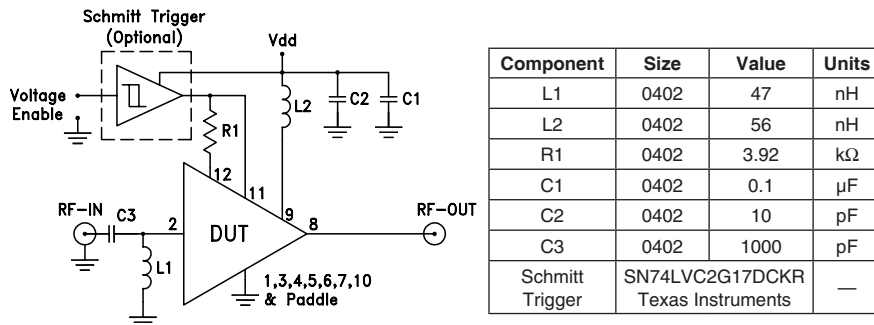 Schmitt Trigger
(Optional)
Vdd
Voltage
Enable
R1
L2
C2
C1
12
11
RF-IN
C3
2
DUT
9
8
RF-OUT
L1
1,3,4,5,6,7,10
& Paddle
Component Size Value Units
L1 0402 47 nH
L2 0402 56 nH
R1 0402 3.92 kΩ
C1 0402 0.1 µF
C2 0402 10 pF
C3 0402 1000 pF
Schmitt
Trigger
SN74LVC2G17DCKR
Texas Instruments
—